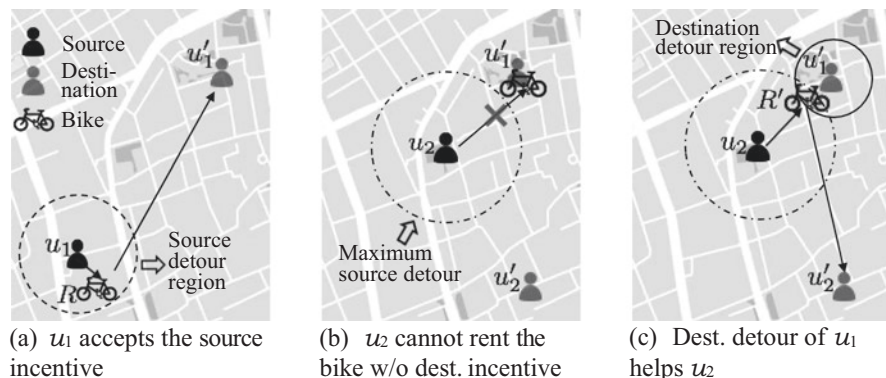 Source
Desti-
nation
Bike
u′₁
u₁
R
Source
detour
region
(a) u₁ accepts the source
incentive
u′₁
u₂
Maximum
source detour
u′₂
(b) u₂ cannot rent the
bike w/o dest. incentive
Destination
detour region
u′₁
R′
u₂
u′₂
(c) Dest. detour of u₁
helps u₂